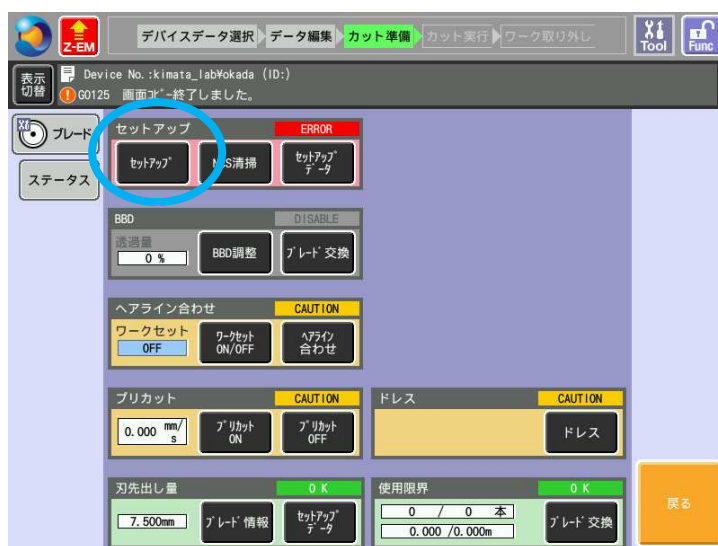 Z-EM
デバイスデータ選択 データ編集 カット準備 カット実行 ワーク取り外し
Tool
Func
表示
切替
Device No.:kimata_lab¥okada (ID:)
G0125 画面ｺﾋﾟｰ終了しました。
ブレード
ステータス
セットアップ ERROR
ｾｯﾄｱｯﾌﾟ
S清掃
ｾｯﾄｱｯﾌﾟ
ﾃﾞｰﾀ
BBD DISABLE
透過量
0 %
BBD調整
ﾌﾞﾚｰﾄﾞ交換
ヘアライン合わせ CAUTION
ワークセット
OFF
ﾜｰｸｾｯﾄ
ON/OFF
ﾍｱﾗｲﾝ
合わせ
プリカット CAUTION
0.000 mm/
s
ﾌﾟﾘｶｯﾄ
ON
ﾌﾟﾘｶｯﾄ
OFF
ドレス CAUTION
ドレス
刃先出し量 OK
7.500mm
ﾌﾞﾚｰﾄﾞ情報
ｾｯﾄｱｯﾌﾟ
ﾃﾞｰﾀ
使用限界 OK
0 / 0 本
0.000 /0.000m
ﾌﾞﾚｰﾄﾞ交換
戻る